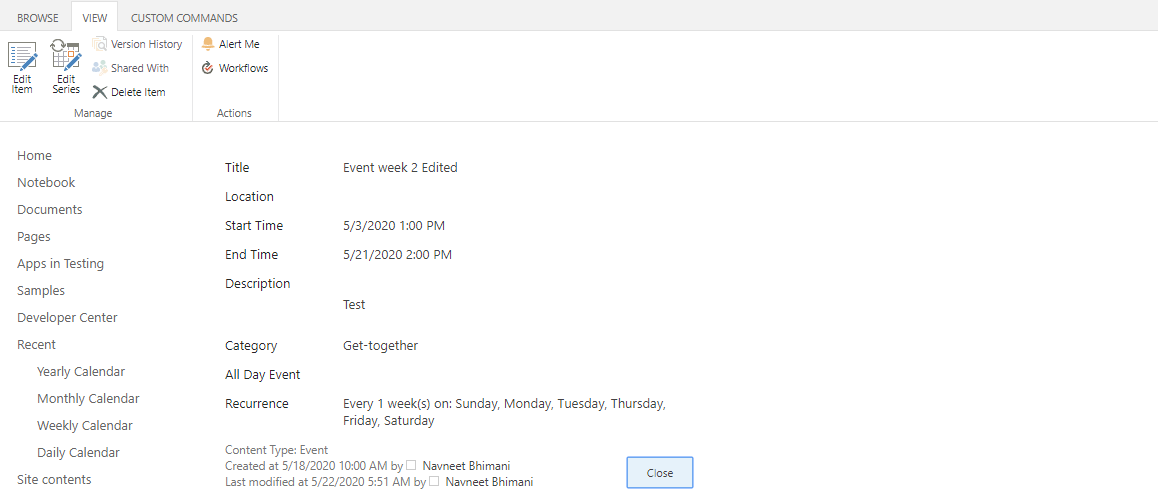 BROWSE VIEW CUSTOM COMMANDS
Edit Item
Edit Series
Version History
Shared With
Delete Item
Manage
Alert Me
Workflows
Actions
Home
Notebook
Documents
Pages
Apps in Testing
Samples
Developer Center
Recent
Yearly Calendar
Monthly Calendar
Weekly Calendar
Daily Calendar
Site contents
Title Event week 2 Edited
Location
Start Time 5/3/2020 1:00 PM
End Time 5/21/2020 2:00 PM
Description
Test
Category Get-together
All Day Event
Recurrence Every 1 week(s) on: Sunday, Monday, Tuesday, Thursday,
Friday, Saturday
Content Type: Event
Created at 5/18/2020 10:00 AM by Navneet Bhimani
Last modified at 5/22/2020 5:51 AM by Navneet Bhimani
Close